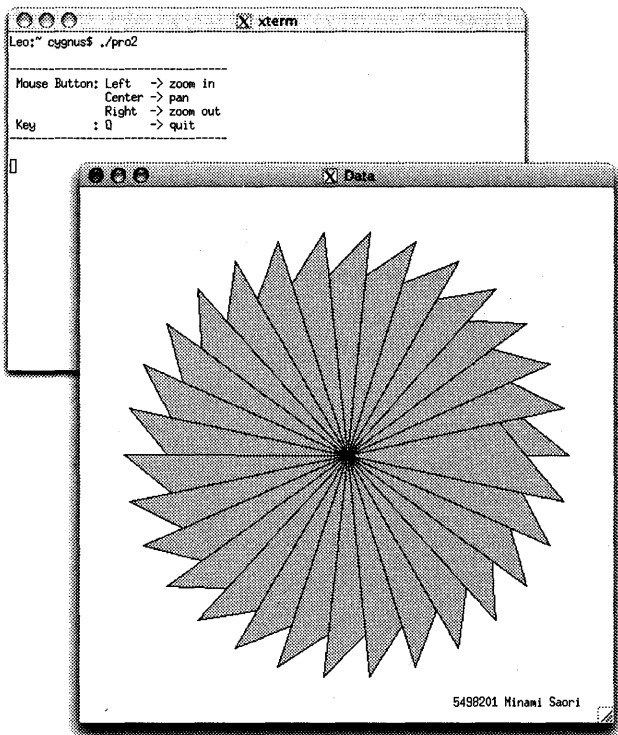 xterm
Leo:~ cygnus$ ./pro2
--------------------------------
Mouse Button: Left -> zoom in
Center -> pan
Right -> zoom out
Key : Q -> quit
--------------------------------
Data
5498201 Minami Saori